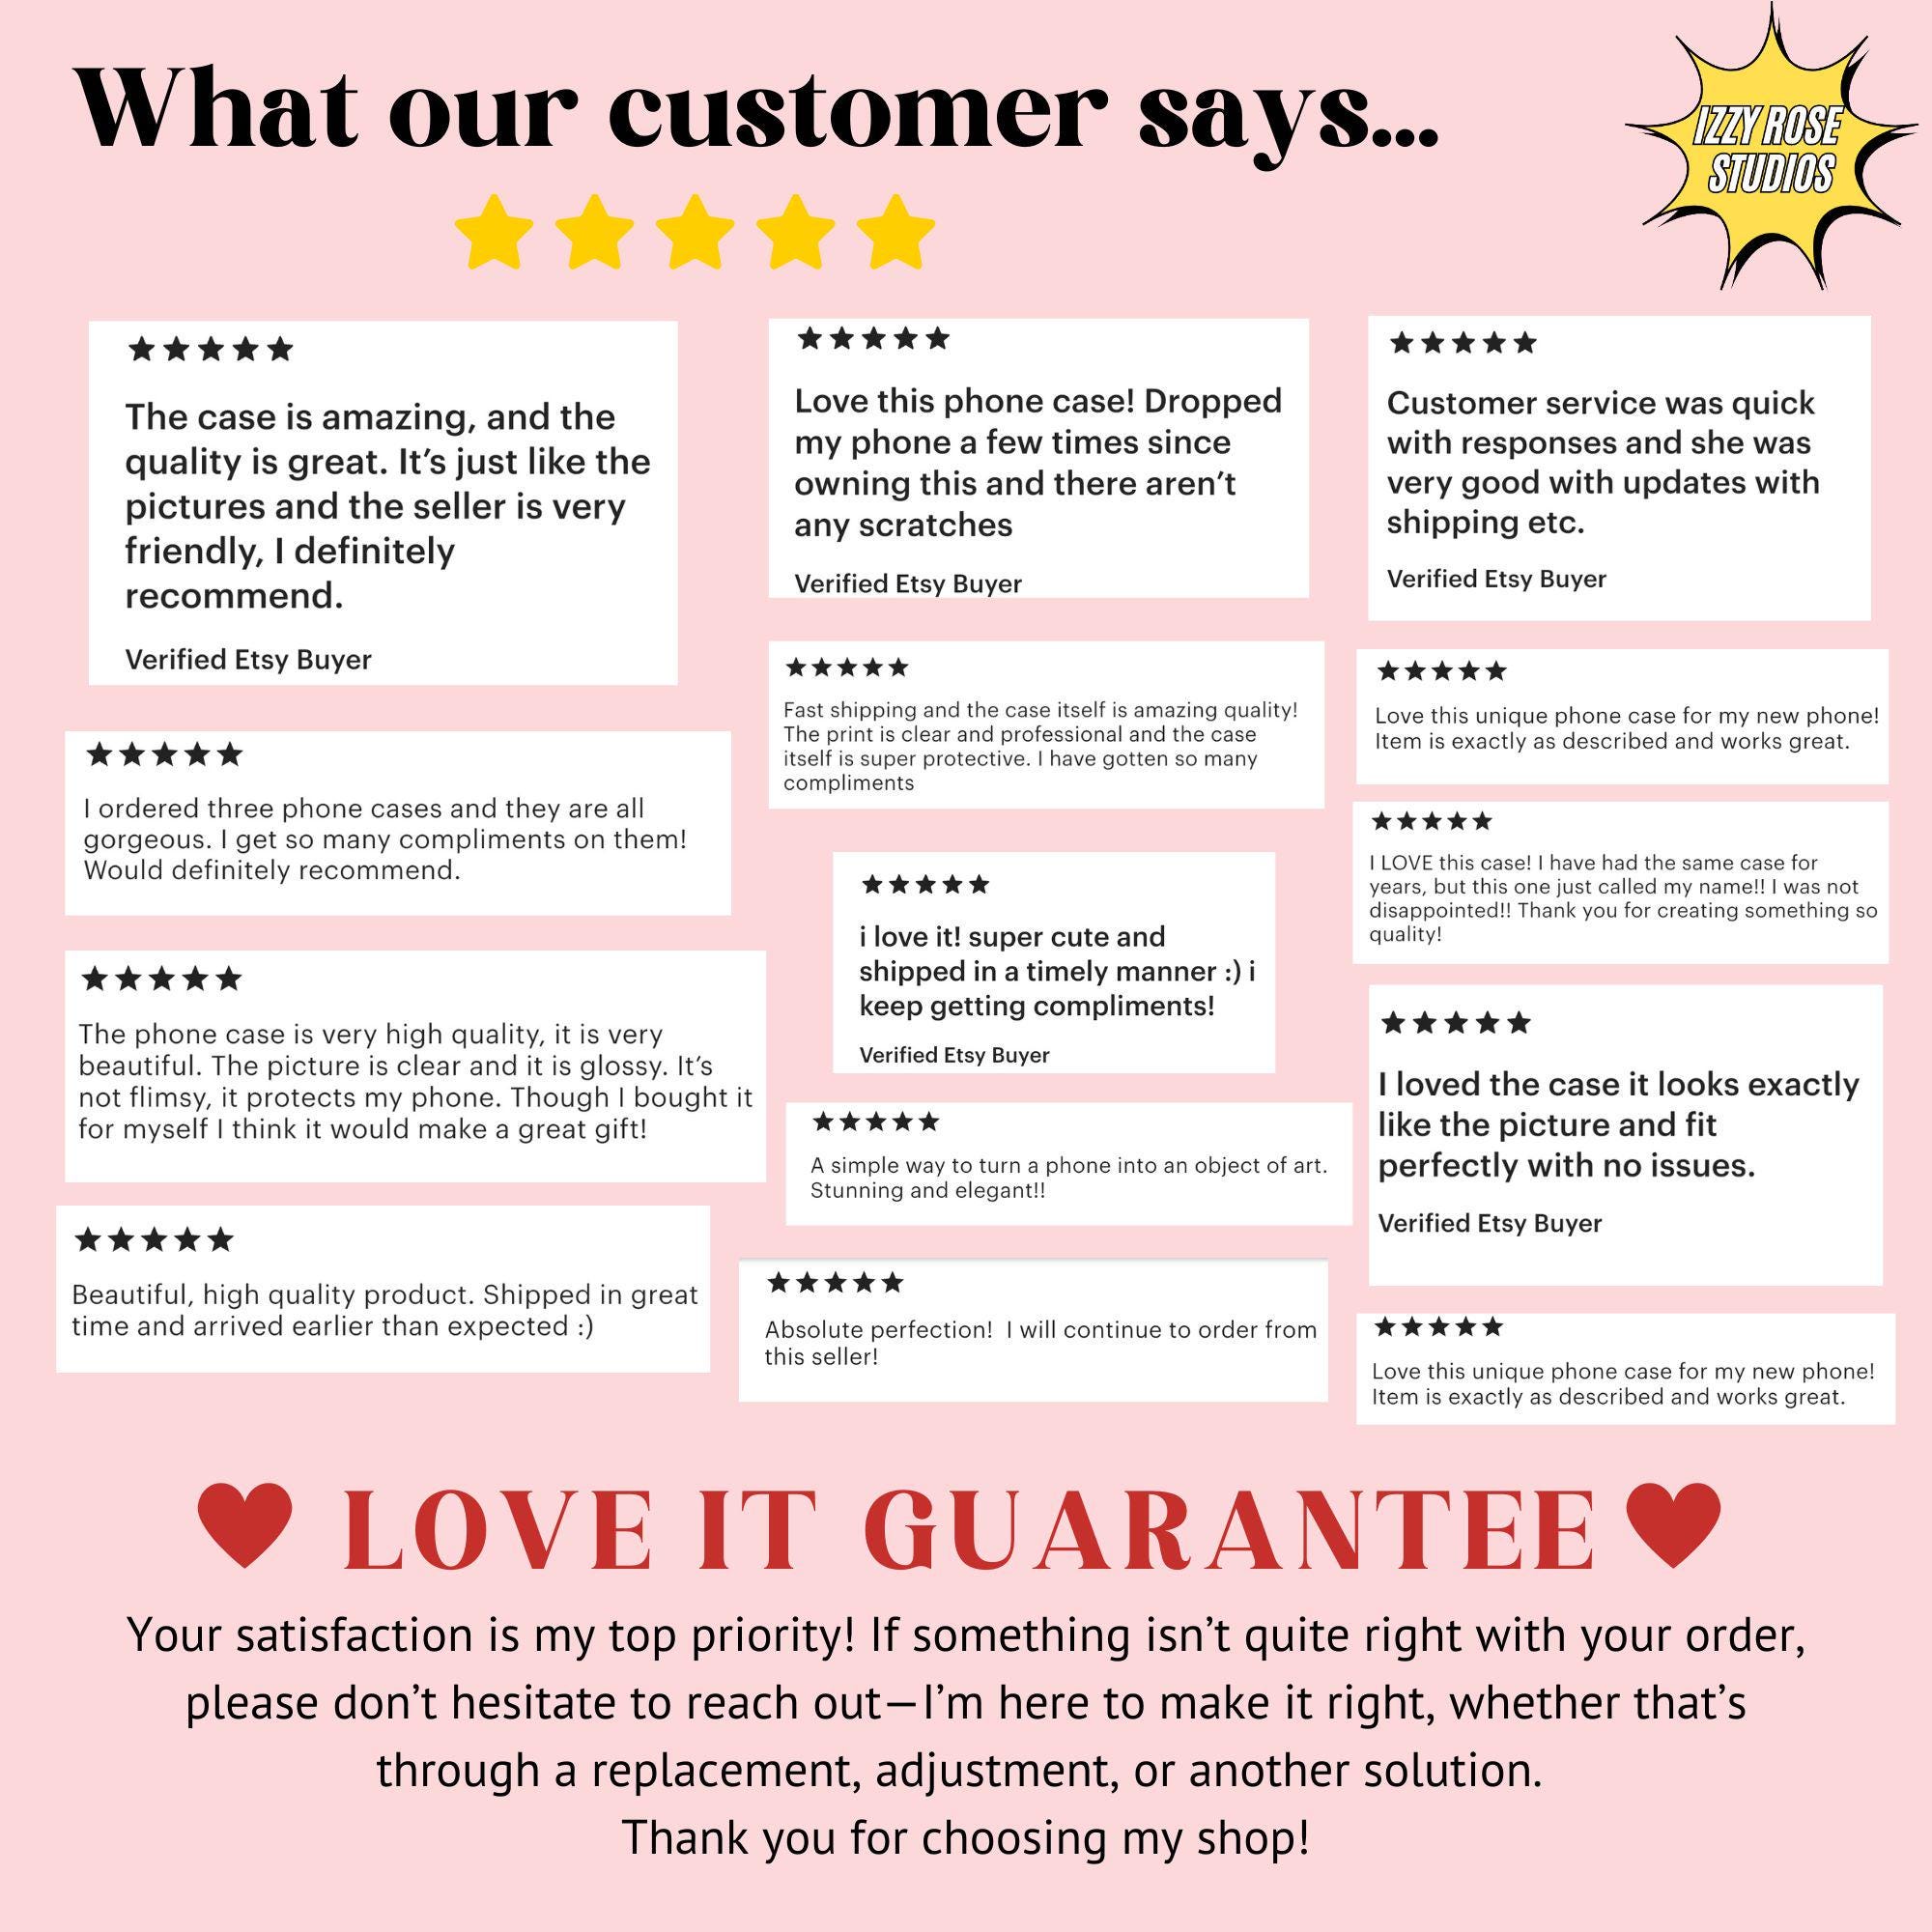 What our customer says...
IZZY ROSE
STUDIOS
The case is amazing, and the
quality is great. It’s just like the
pictures and the seller is very
friendly, I definitely
recommend.
Verified Etsy Buyer
I ordered three phone cases and they are all
gorgeous. I get so many compliments on them!
Would definitely recommend.
The phone case is very high quality, it is very
beautiful. The picture is clear and it is glossy. It’s
not flimsy, it protects my phone. Though I bought it
for myself I think it would make a great gift!
Beautiful, high quality product. Shipped in great
time and arrived earlier than expected :)
Love this phone case! Dropped
my phone a few times since
owning this and there aren’t
any scratches
Verified Etsy Buyer
Fast shipping and the case itself is amazing quality!
The print is clear and professional and the case
itself is super protective. I have gotten so many
compliments
i love it! super cute and
shipped in a timely manner :) i
keep getting compliments!
Verified Etsy Buyer
A simple way to turn a phone into an object of art.
Stunning and elegant!!
Absolute perfection!  I will continue to order from
this seller!
Customer service was quick
with responses and she was
very good with updates with
shipping etc.
Verified Etsy Buyer
Love this unique phone case for my new phone!
Item is exactly as described and works great.
I LOVE this case! I have had the same case for
years, but this one just called my name!! I was not
disappointed!! Thank you for creating something so
quality!
I loved the case it looks exactly
like the picture and fit
perfectly with no issues.
Verified Etsy Buyer
Love this unique phone case for my new phone!
Item is exactly as described and works great.
LOVE IT GUARANTEE
Your satisfaction is my top priority! If something isn’t quite right with your order,
please don’t hesitate to reach out—I’m here to make it right, whether that’s
through a replacement, adjustment, or another solution.
Thank you for choosing my shop!